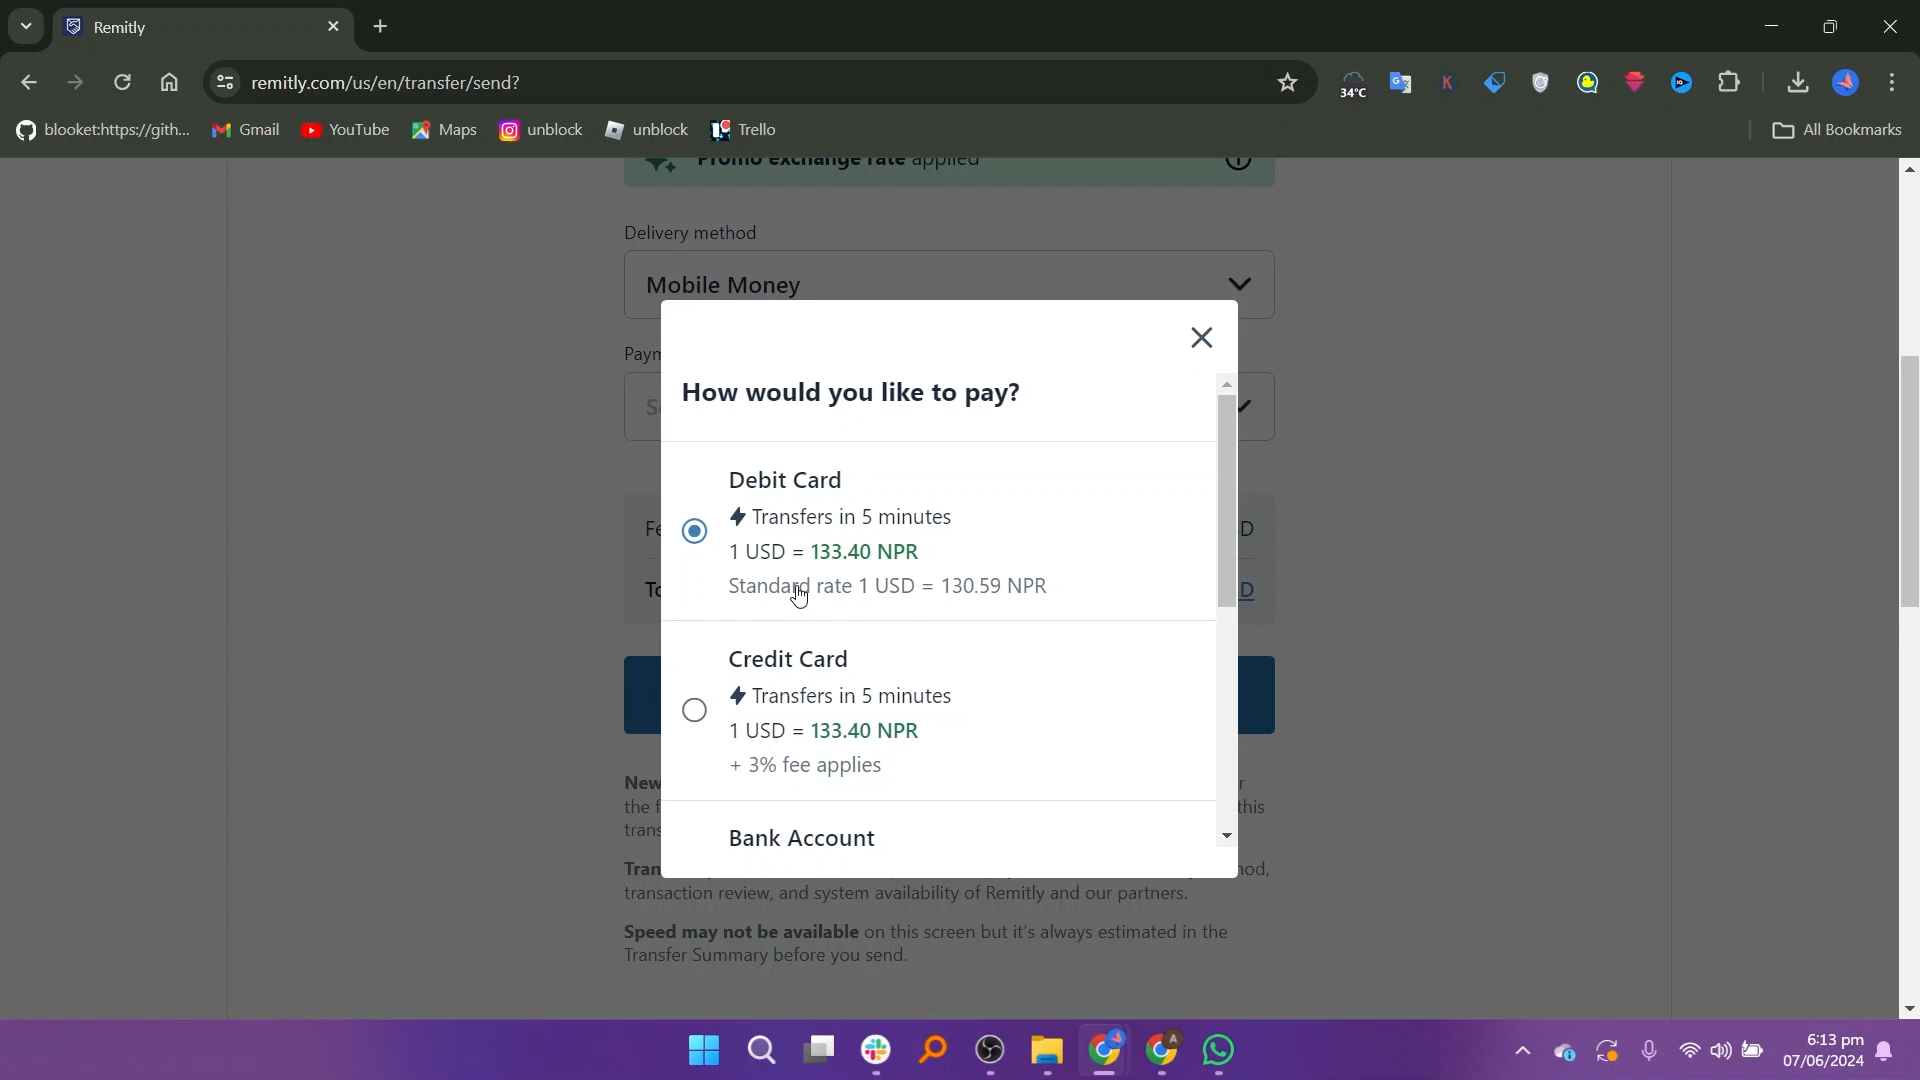 Remitly
remitly.com/us/en/transfer/send?
34°C
K
blooket:https://gith...
Gmail
YouTube
Maps
unblock
unblock
Trello
All Bookmarks
Promo exchange rate applied
Delivery method
Mobile Money
How would you like to pay?
Debit Card
Transfers in 5 minutes
1 USD = 133.40 NPR
Standard rate 1 USD = 130.59 NPR
Credit Card
Transfers in 5 minutes
1 USD = 133.40 NPR
+ 3% fee applies
Bank Account
New
the
this
transaction review, and system availability of Remitly and our partners.
Speed may not be available on this screen but it's always estimated in the
Transfer Summary before you send.
6:13 pm
07/06/2024